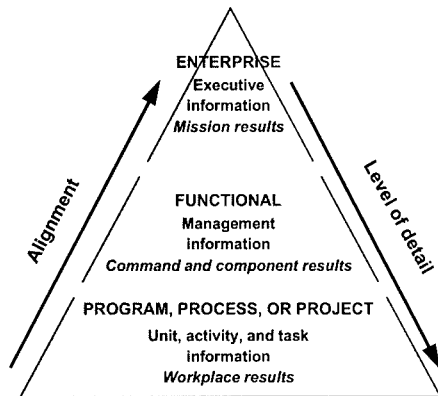 ENTERPRISE
Executive
information
Mission results
Alignment
Level of detail
FUNCTIONAL
Management
information
Command and component results
PROGRAM, PROCESS, OR PROJECT
Unit, activity, and task
information
Workplace results